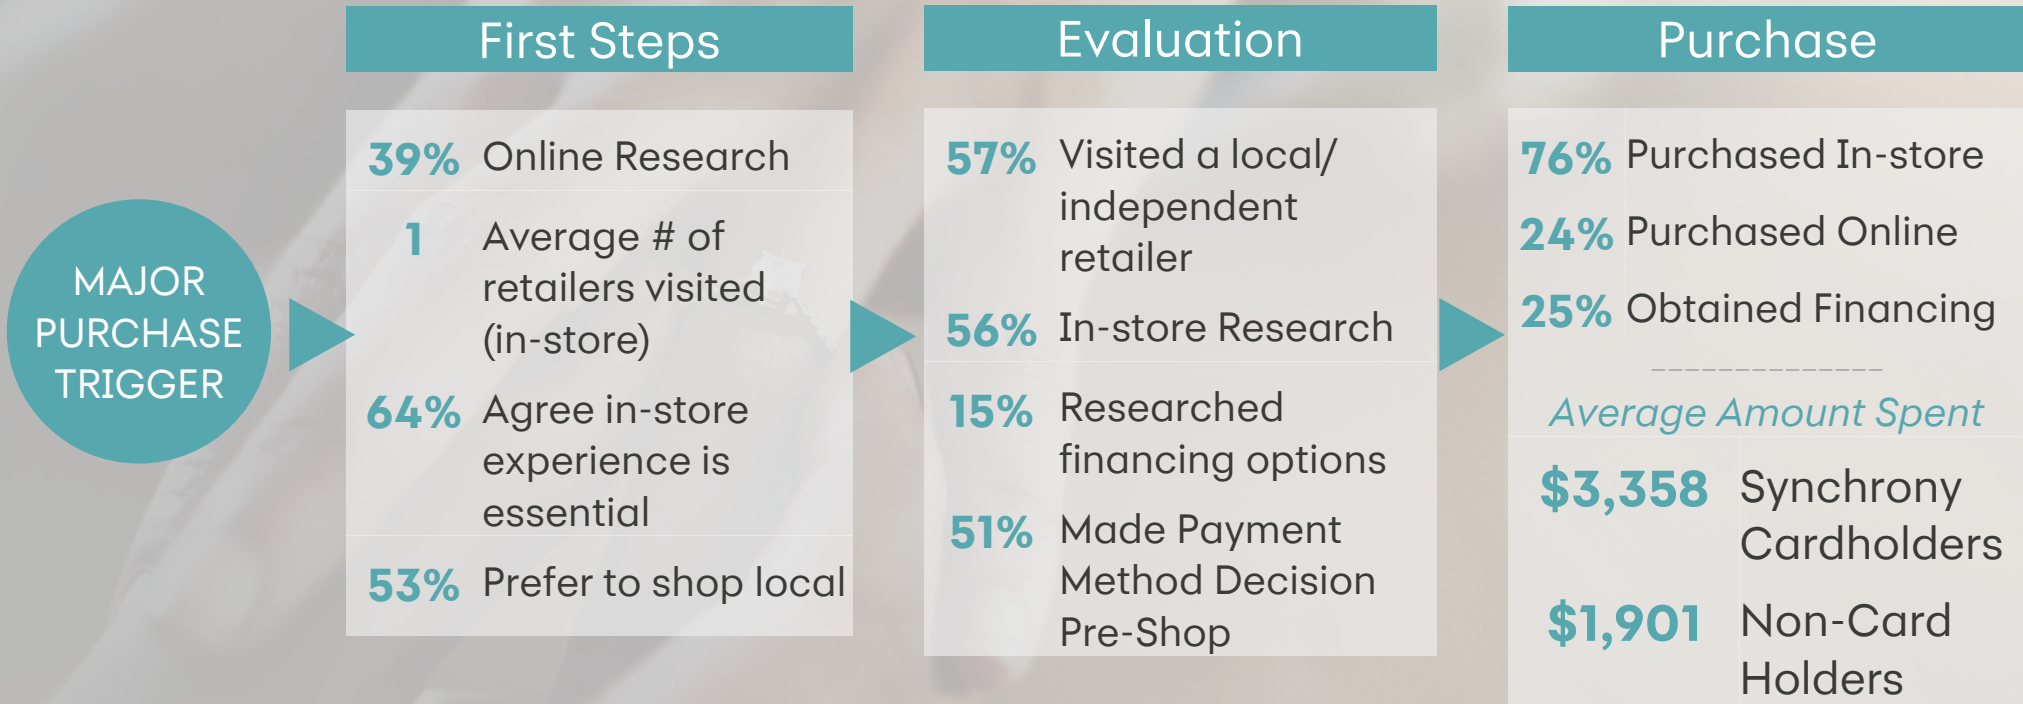 MAJOR
PURCHASE
TRIGGER
First Steps
39% Online Research
1 Average # of
retailers visited
(in-store)
64% Agree in-store
experience is
essential
53% Prefer to shop local
Evaluation
57% Visited a local/
independent
retailer
56% In-store Research
15% Researched
financing options
51% Made Payment
Method Decision
Pre-Shop
Purchase
76% Purchased In-store
24% Purchased Online
25% Obtained Financing
Average Amount Spent
$3,358 Synchrony
Cardholders
$1,901 Non-Card
Holders